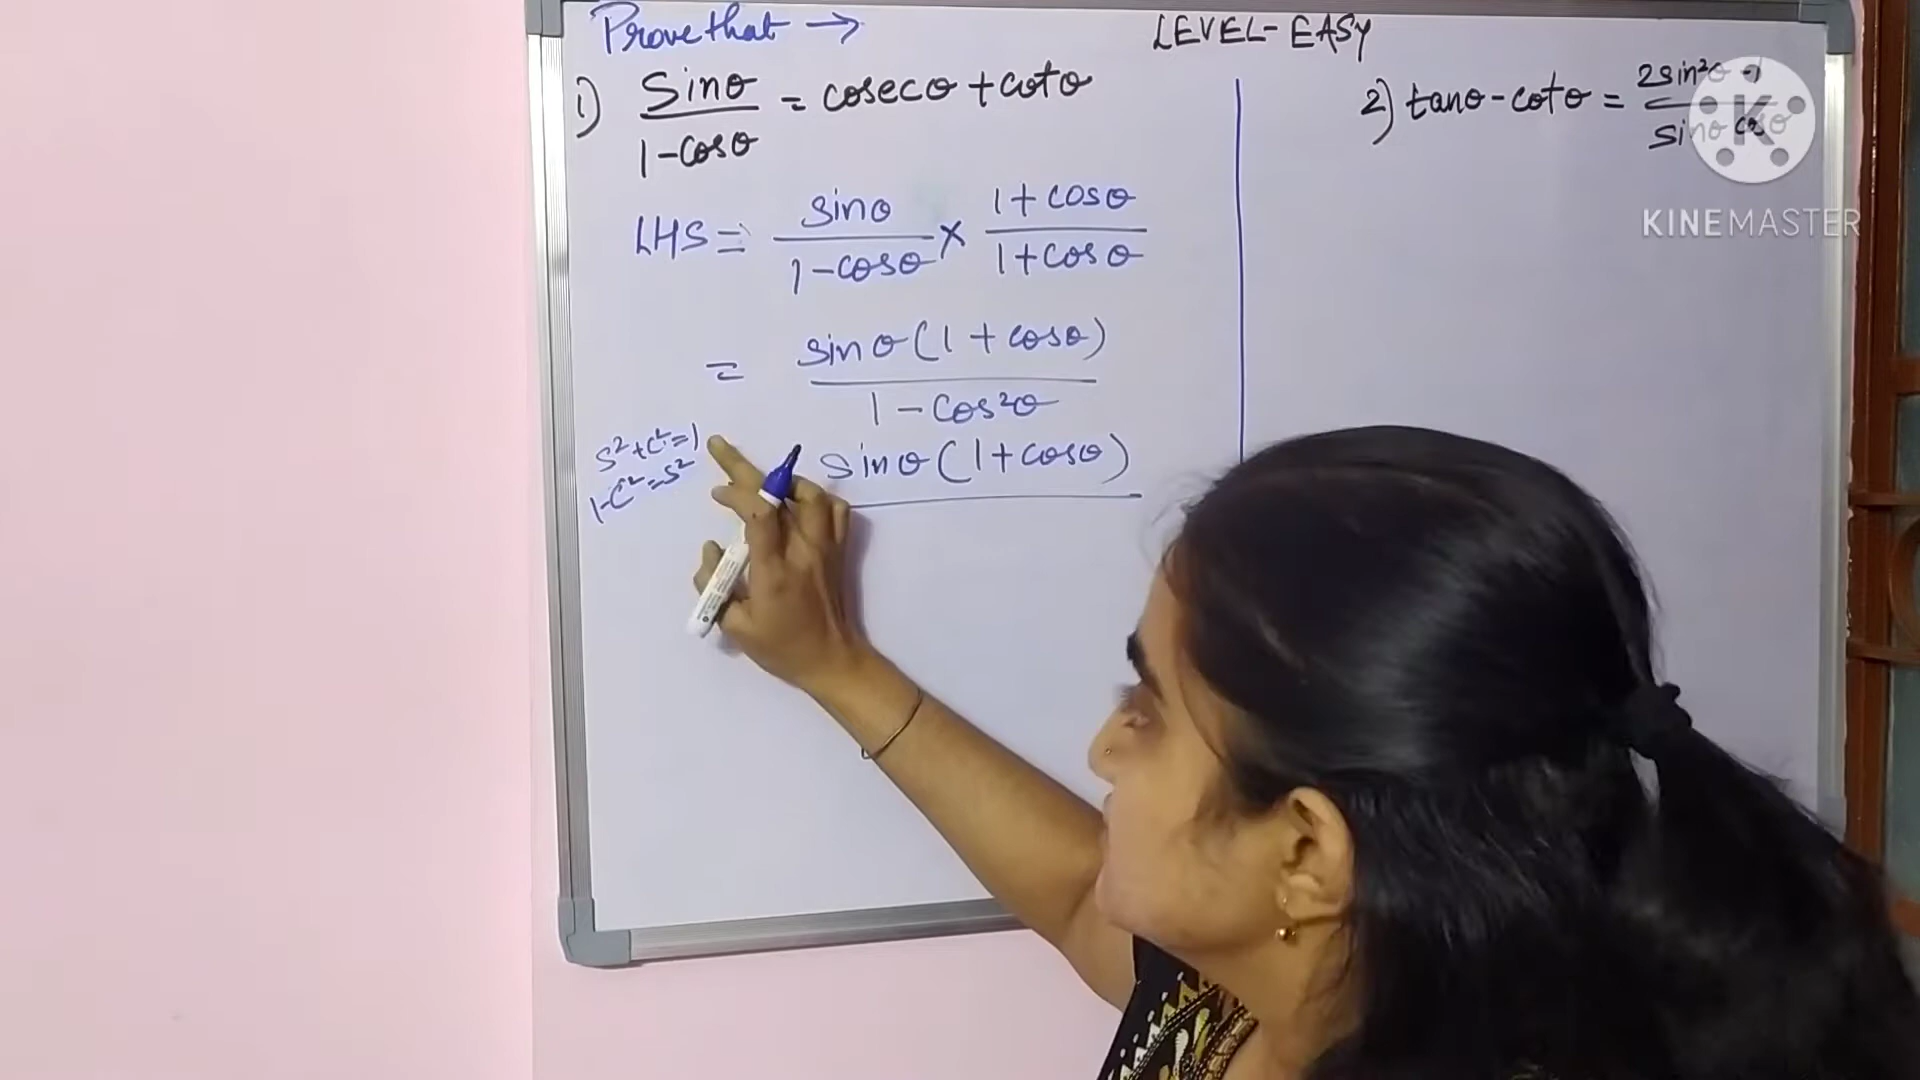 Prove that →
LEVEL-EASY
1) sinθ/1-cosθ = cosecθ + cotθ
LHS = sinθ/1-cosθ × 1+cosθ/1+cosθ
= sinθ(1+cosθ)/1-cos²θ
s²+c²=1
1-c²=s²
sinθ(1+cosθ)
2) tanθ-cotθ = 2sin²θ-1/sinθ cosθ
K
KINEMASTER